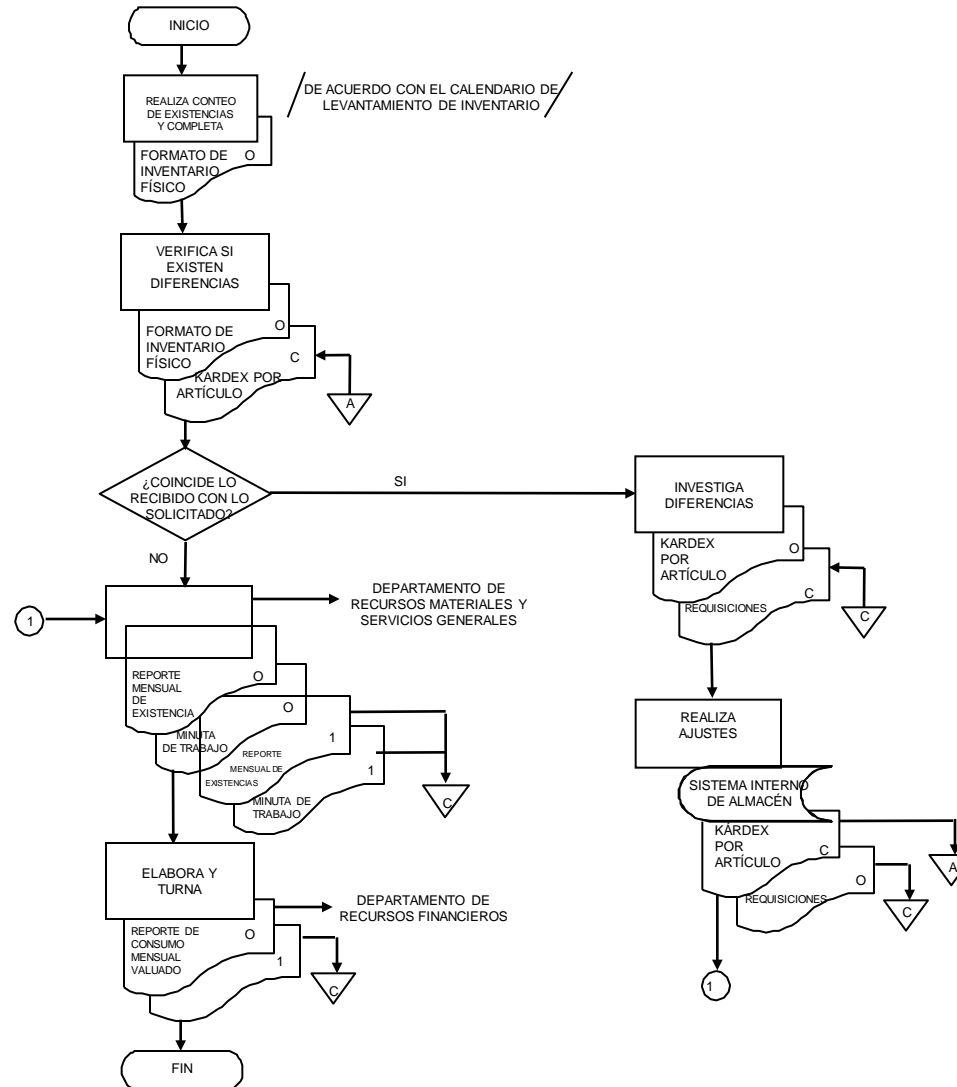 INICIO
REALIZA CONTEO
DE EXISTENCIAS
Y COMPLETA
DE ACUERDO CON EL CALENDARIO DE
LEVANTAMIENTO DE INVENTARIO
FORMATO DE O
INVENTARIO
FÍSICO
VERIFICA SI
EXISTEN
DIFERENCIAS
FORMATO DE O
INVENTARIO
FÍSICO
C
KARDEX POR
ARTÍCULO
A
¿COINCIDE LO
RECIBIDO CON LO
SOLICITADO?
SI
NO
INVESTIGA
DIFERENCIAS
KARDEX
POR
ARTÍCULO
O
REQUISICIONES
C
C
1
DEPARTAMENTO DE
RECURSOS MATERIALES Y
SERVICIOS GENERALES
REPORTE
MENSUAL
DE
EXISTENCIA
O
MINUTA
DE TRABAJO
O
REPORTE
MENSUAL DE
EXISTENCIAS
1
MINUTA DE
TRABAJO
1
C
REALIZA
AJUSTES
SISTEMA INTERNO
DE ALMACÉN
KÁRDEX
POR
ARTÍCULO
C
A
REQUISICIONES
O
C
1
ELABORA Y
TURNA
DEPARTAMENTO DE
RECURSOS FINANCIEROS
REPORTE DE
CONSUMO
MENSUAL
VALUADO
O
1
C
FIN